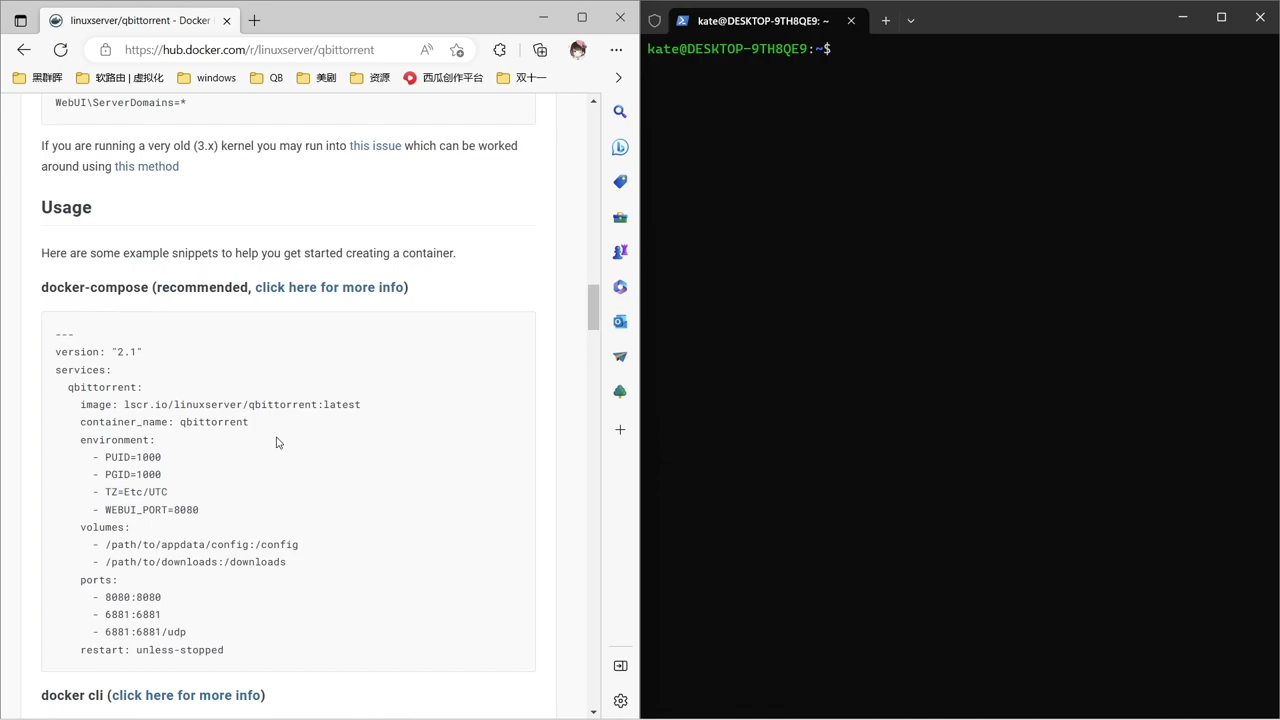 linuxserver/qbittorrent - Docker
https://hub.docker.com/r/linuxserver/qbittorrent
黑群晖
软路由 | 虚拟化
windows
QB
美剧
资源
西瓜创作平台
双十一
WebUI\ServerDomains=*
If you are running a very old (3.x) kernel you may run into this issue which can be worked
around using this method
Usage
Here are some example snippets to help you get started creating a container.
docker-compose (recommended, click here for more info)
---
version: "2.1"
services:
  qbittorrent:
    image: lscr.io/linuxserver/qbittorrent:latest
    container_name: qbittorrent
    environment:
      - PUID=1000
      - PGID=1000
      - TZ=Etc/UTC
      - WEBUI_PORT=8080
    volumes:
      - /path/to/appdata/config:/config
      - /path/to/downloads:/downloads
    ports:
      - 8080:8080
      - 6881:6881
      - 6881:6881/udp
    restart: unless-stopped
docker cli (click here for more info)
kate@DESKTOP-9TH8QE9: ~
kate@DESKTOP-9TH8QE9:~$